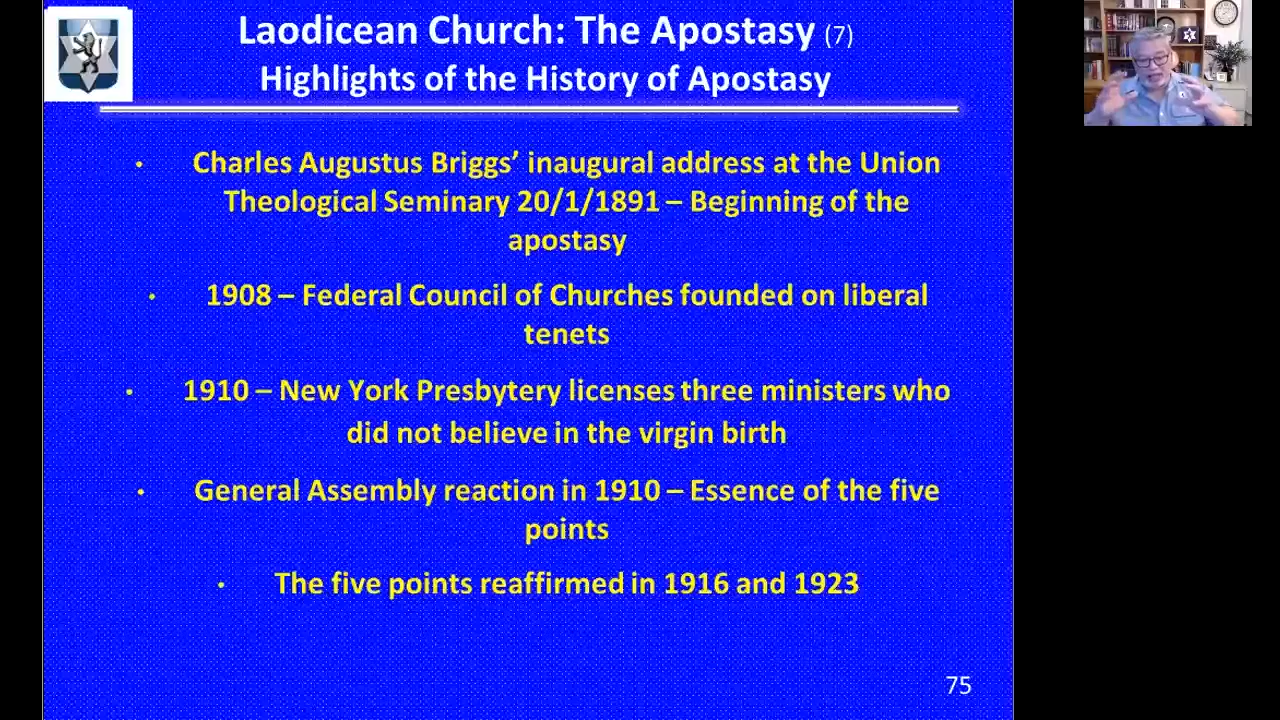 Laodicean Church: The Apostasy (7)
Highlights of the History of Apostasy
• Charles Augustus Briggs’ inaugural address at the Union
Theological Seminary 20/1/1891 – Beginning of the
apostasy
• 1908 – Federal Council of Churches founded on liberal
tenets
• 1910 – New York Presbytery licenses three ministers who
did not believe in the virgin birth
• General Assembly reaction in 1910 – Essence of the five
points
• The five points reaffirmed in 1916 and 1923
75